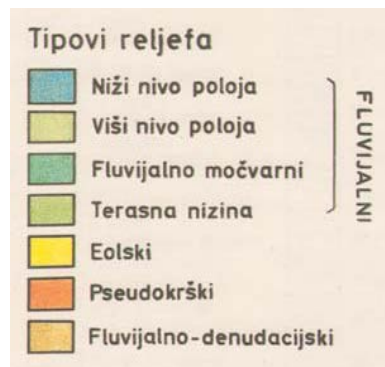 Tipovi reljefa
Niži nivo poloja
Viši nivo poloja
Fluvijalno močvarni
Terasna nizina
FLUVIJALNI
Eolski
Pseudokrški
Fluvijalno-denudacijski